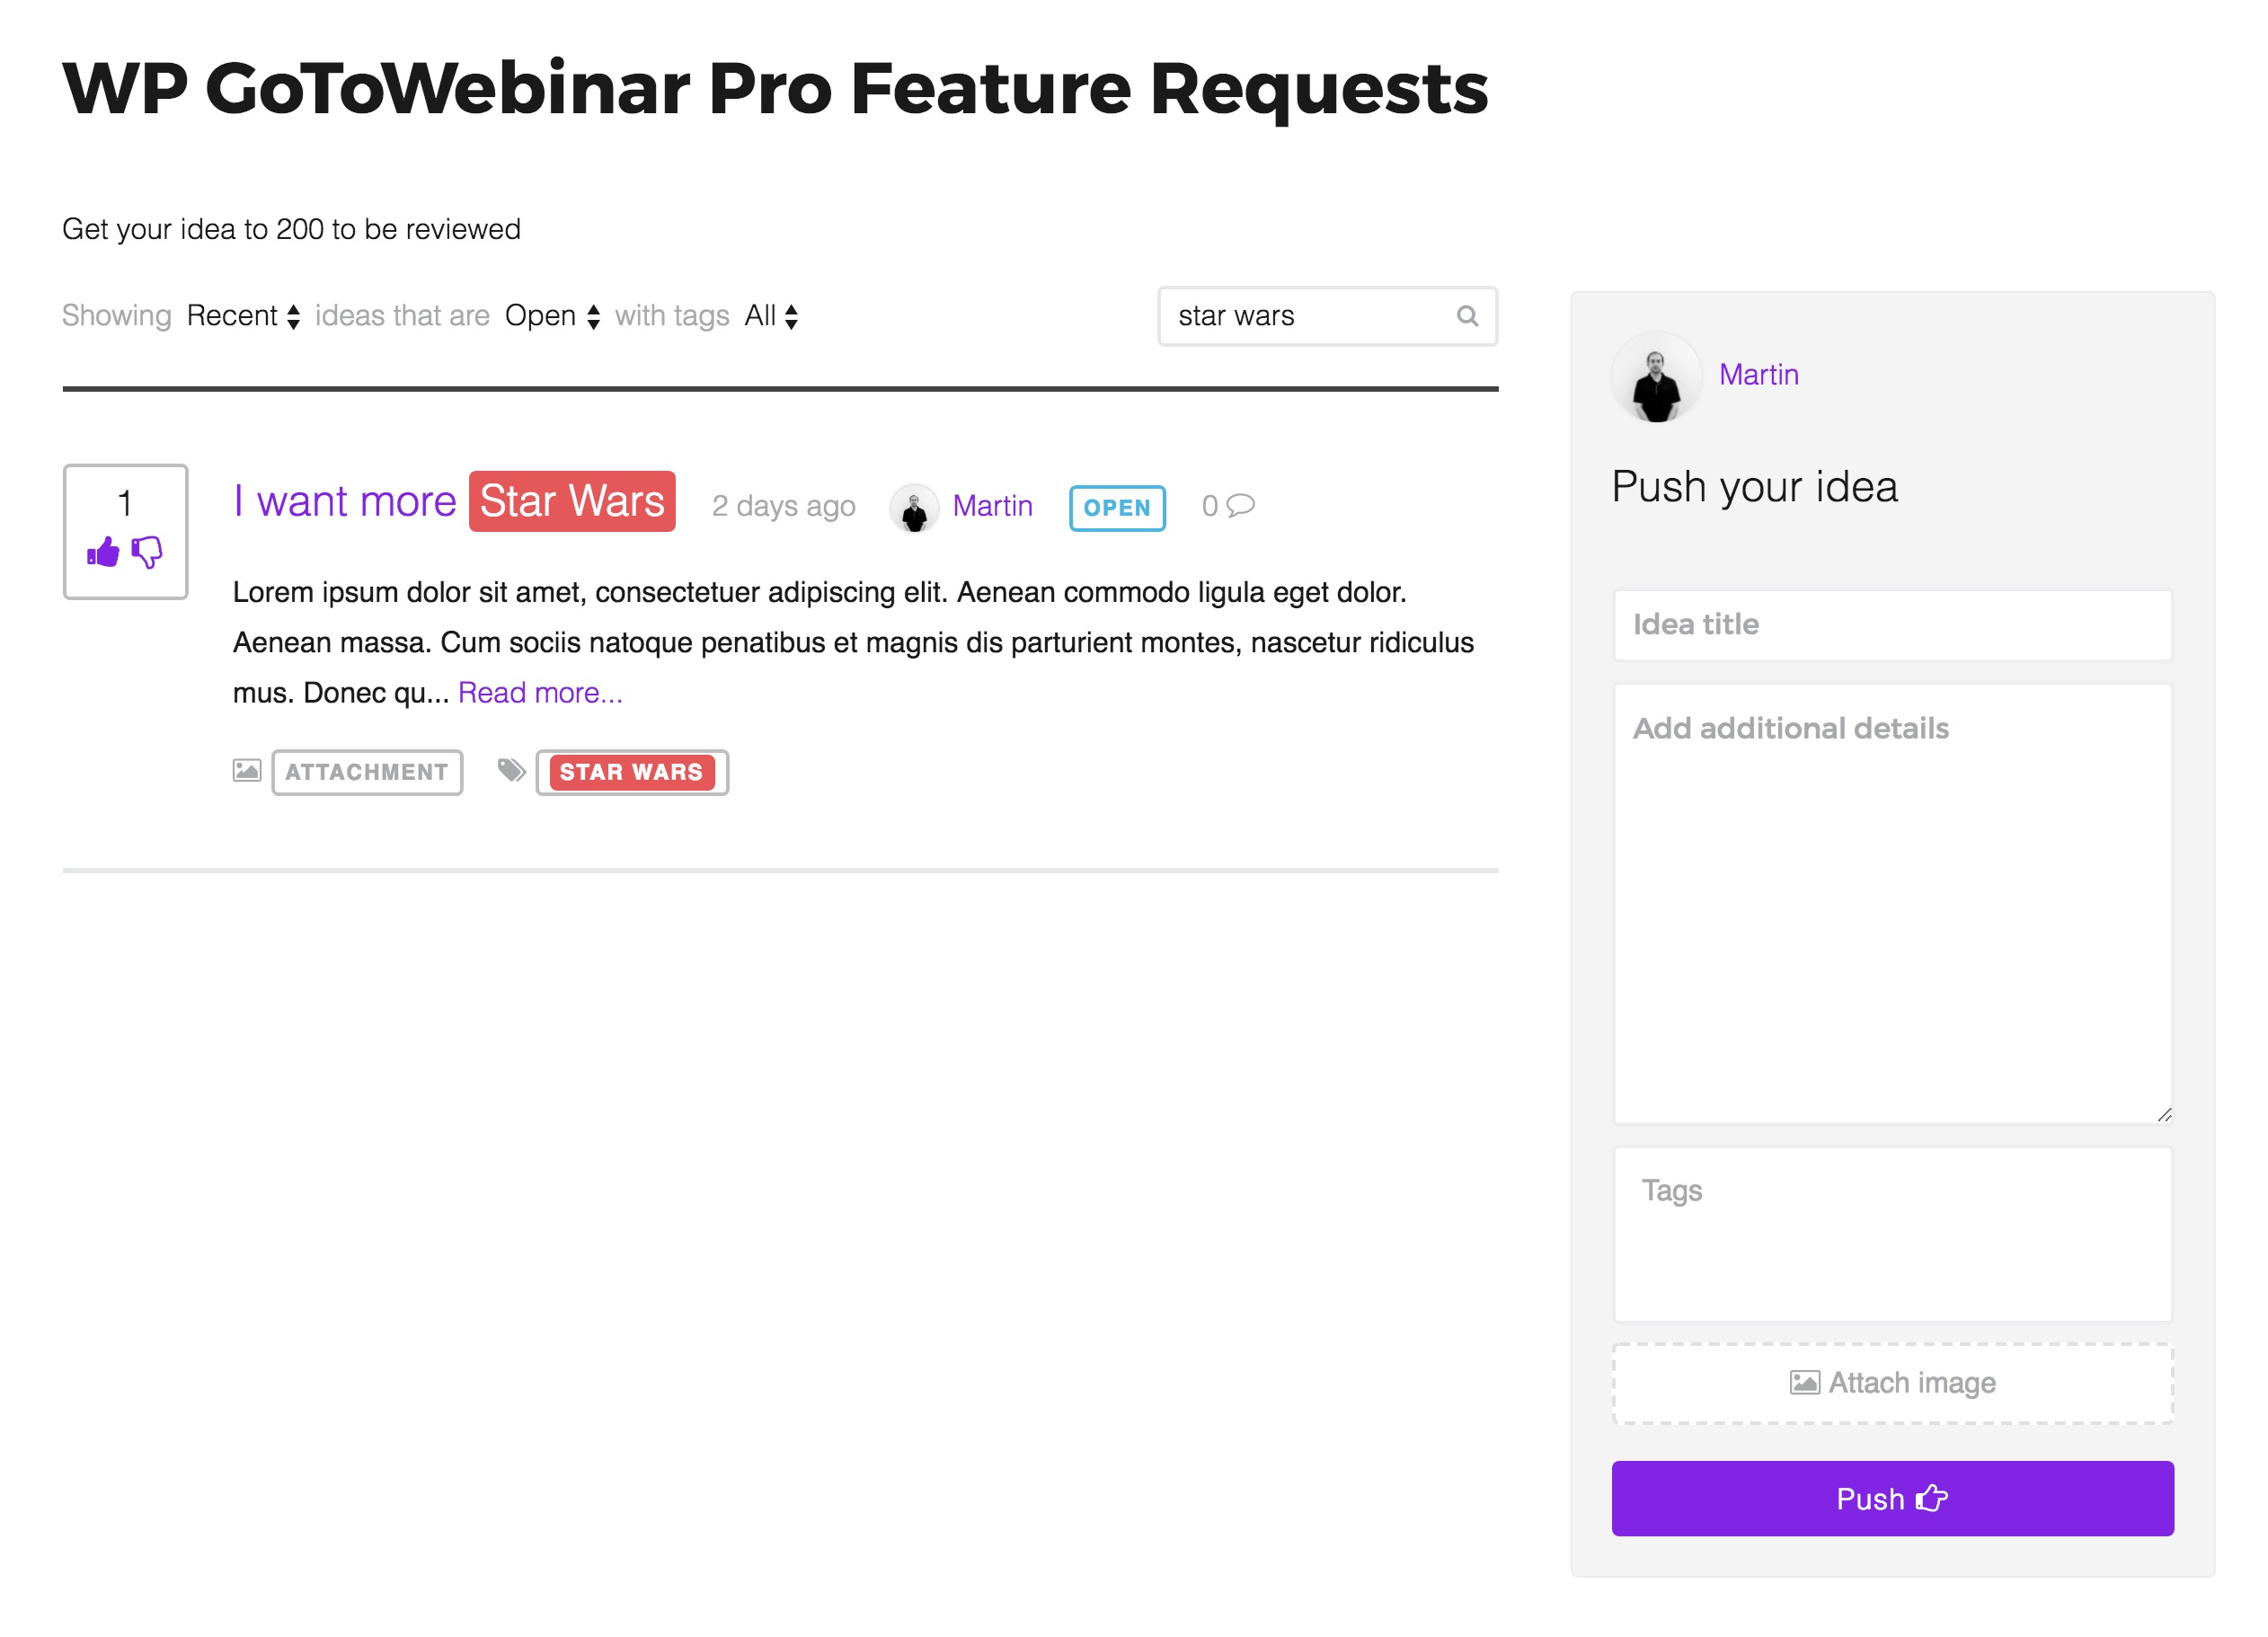 WP GoToWebinar Pro Feature Requests
Get your idea to 200 to be reviewed
Showing Recent ideas that are Open with tags All
star wars
1
I want more Star Wars 2 days ago Martin OPEN 0
Lorem ipsum dolor sit amet, consectetuer adipiscing elit. Aenean commodo ligula eget dolor.
Aenean massa. Cum sociis natoque penatibus et magnis dis parturient montes, nascetur ridiculus
mus. Donec qu... Read more...
ATTACHMENT STAR WARS
Martin
Push your idea
Idea title
Add additional details
Tags
Attach image
Push